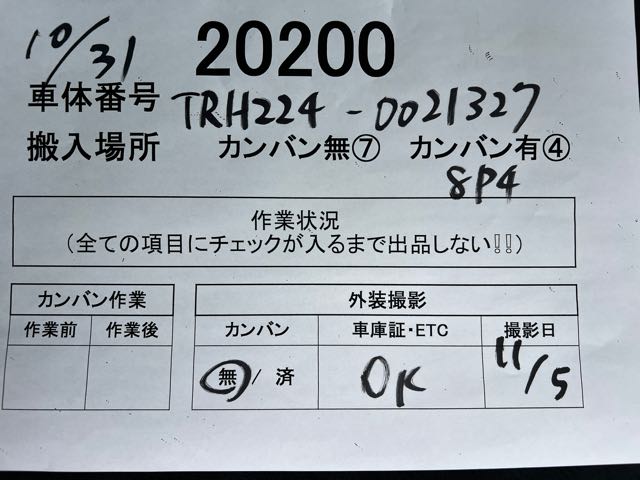 10/31 20200
車体番号 TRH224-0021327
搬入場所 カンバン無⑦ カンバン有④
8P4
作業状況
(全ての項目にチェックが入るまで出品しない!!)
カンバン作業 外装撮影
作業前 作業後 カンバン 車庫証・ETC 撮影日
無 / 済 OK 11/5